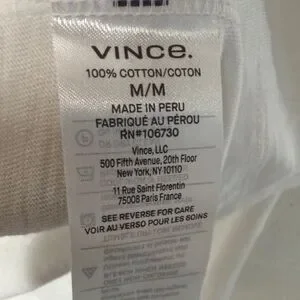 VINCE.
100% COTTON/COTON
M/M
MADE IN PERU
FABRIQUÉ AU PÉROU
RN#106730
Vince, LLC
500 Fifth Avenue, 20th Floor
New York, NY 10110
11 Rue Saint Florentin
75008 Paris France
SEE REVERSE FOR CARE
VOIR AU VERSO POUR LES SOINS